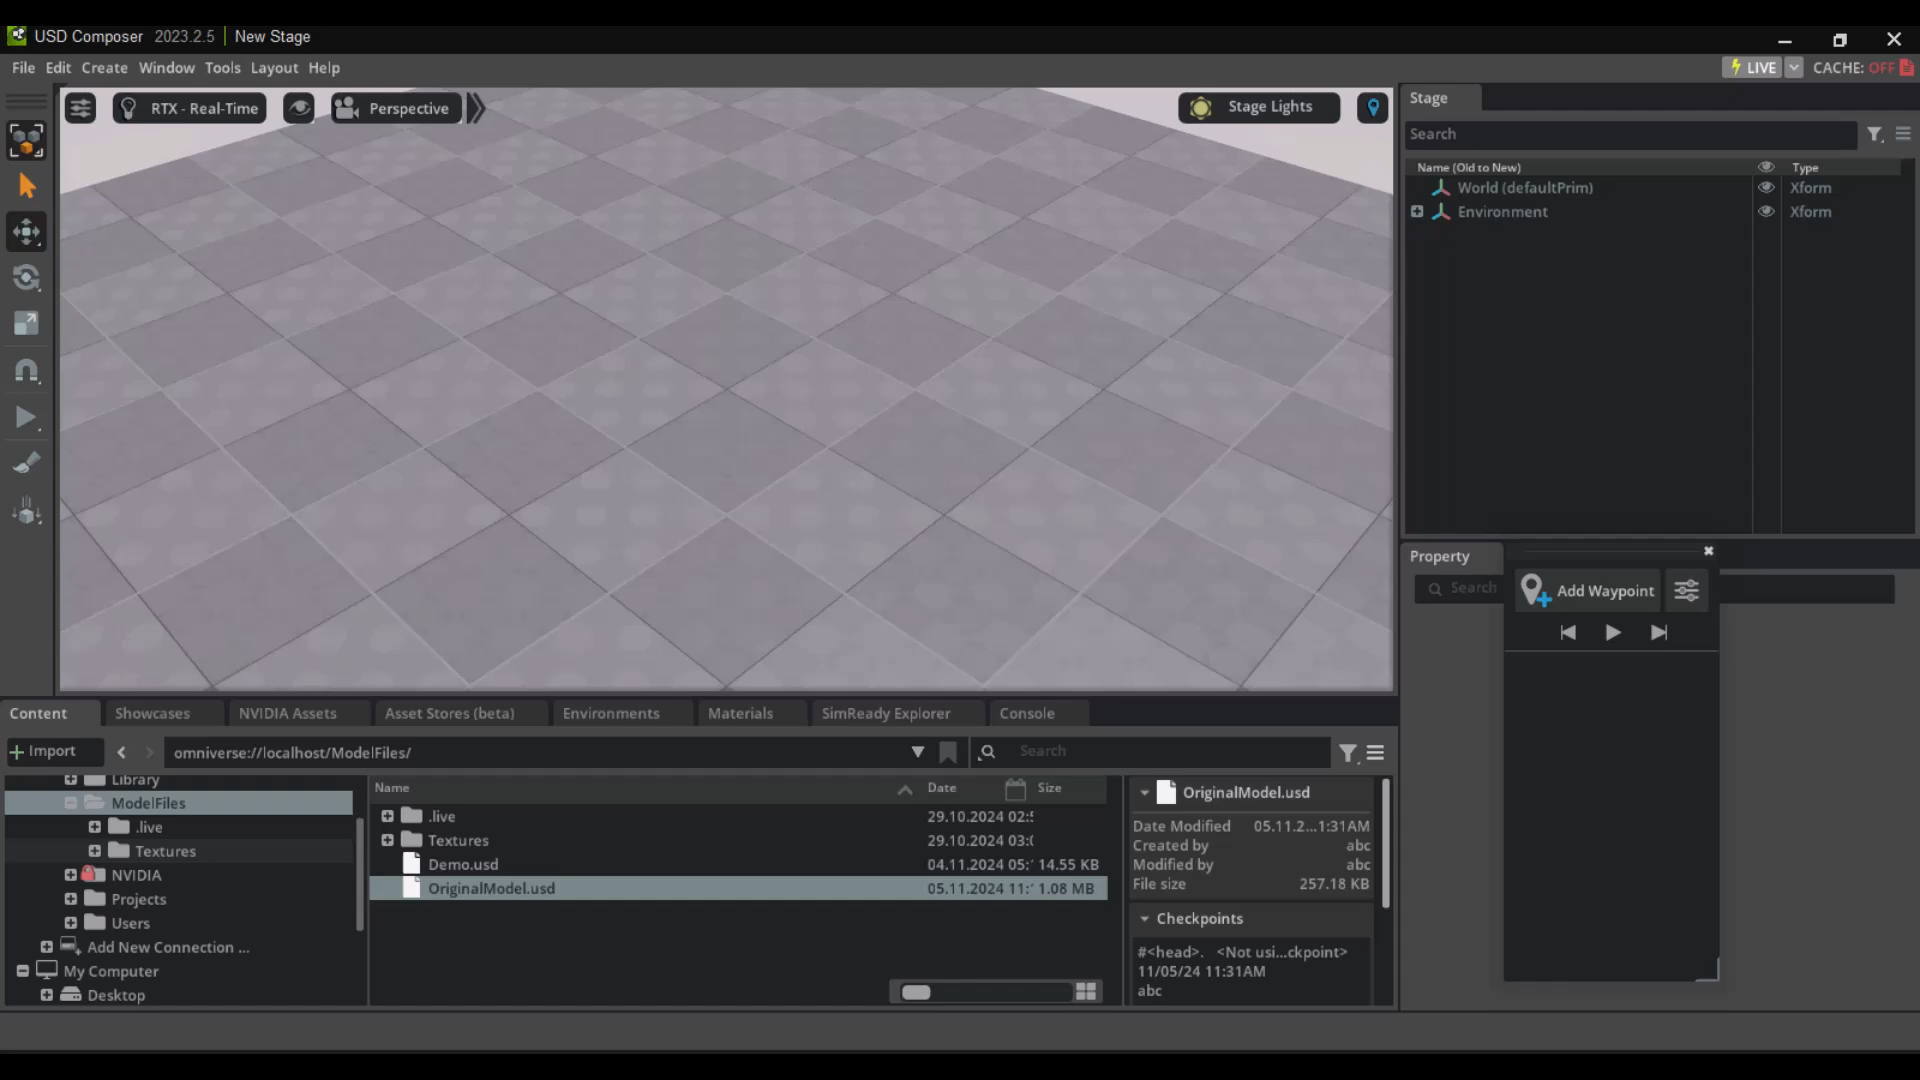 USD Composer 2023.2.5 New Stage
File Edit Create Window Tools Layout Help
LIVE CACHE: OFF
RTX - Real-Time Perspective Stage Lights
Stage
Search
Name (Old to New) Type
World (defaultPrim) Xform
Environment Xform
Property
Search
Add Waypoint
Content Showcases NVIDIA Assets Asset Stores (beta) Environments Materials SimReady Explorer Console
Import omniverse://localhost/ModelFiles/ Search
Library
ModelFiles
.live
Textures
NVIDIA
Projects
Users
Add New Connection ...
My Computer
Desktop
Name Date Size
.live 29.10.2024 02:
Textures 29.10.2024 03:
Demo.usd 04.11.2024 05: 14.55 KB
OriginalModel.usd 05.11.2024 11: 1.08 MB
OriginalModel.usd
Date Modified 05.11.2...1:31AM
Created by abc
Modified by abc
File size 257.18 KB
Checkpoints
#<head>. <Not usi...ckpoint>
11/05/24 11:31AM
abc